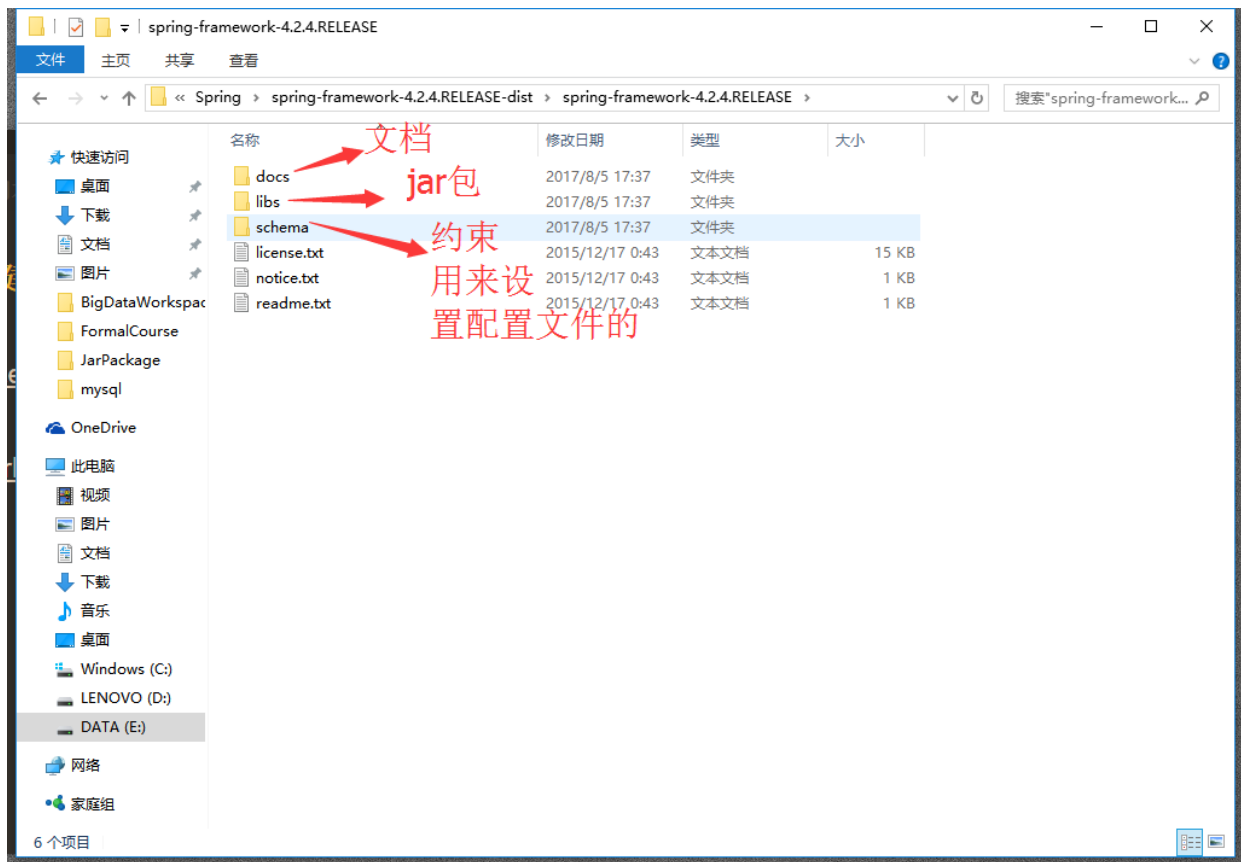 spring-framework-4.2.4.RELEASE
文件 主页 共享 查看
« Spring › spring-framework-4.2.4.RELEASE-dist › spring-framework-4.2.4.RELEASE ›
搜索"spring-framework...
名称 修改日期 类型 大小
文档
docs 2017/8/5 17:37 文件夹
jar包
libs 2017/8/5 17:37 文件夹
schema 2017/8/5 17:37 文件夹
约束
license.txt 2015/12/17 0:43 文本文档 15 KB
用来设
notice.txt 2015/12/17 0:43 文本文档 1 KB
readme.txt 2015/12/17 0:43 文本文档 1 KB
置配置文件的
快速访问
桌面
下载
文档
图片
BigDataWorkspac
FormalCourse
JarPackage
mysql
OneDrive
此电脑
视频
图片
文档
下载
音乐
桌面
Windows (C:)
LENOVO (D:)
DATA (E:)
网络
家庭组
6 个项目